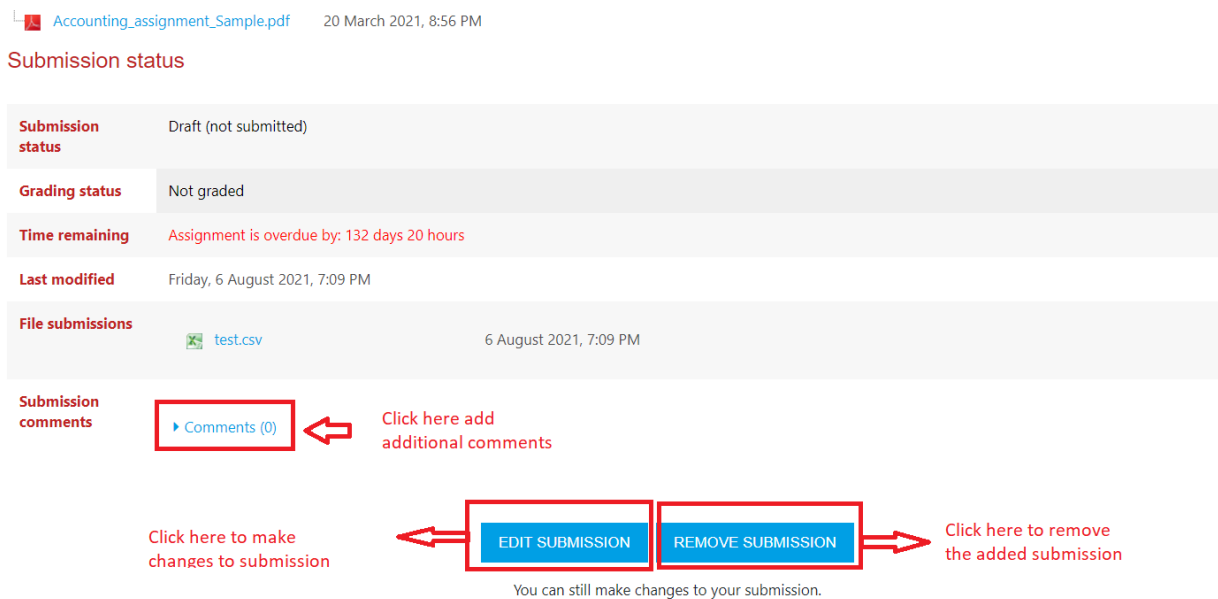 Accounting_assignment_Sample.pdf 20 March 2021, 8:56 PM
Submission status
Submission status Draft (not submitted)
Grading status Not graded
Time remaining Assignment is overdue by: 132 days 20 hours
Last modified Friday, 6 August 2021, 7:09 PM
File submissions test.csv 6 August 2021, 7:09 PM
Submission comments Comments (0)
Click here add
additional comments
Click here to make
changes to submission
EDIT SUBMISSION REMOVE SUBMISSION
Click here to remove
the added submission
You can still make changes to your submission.